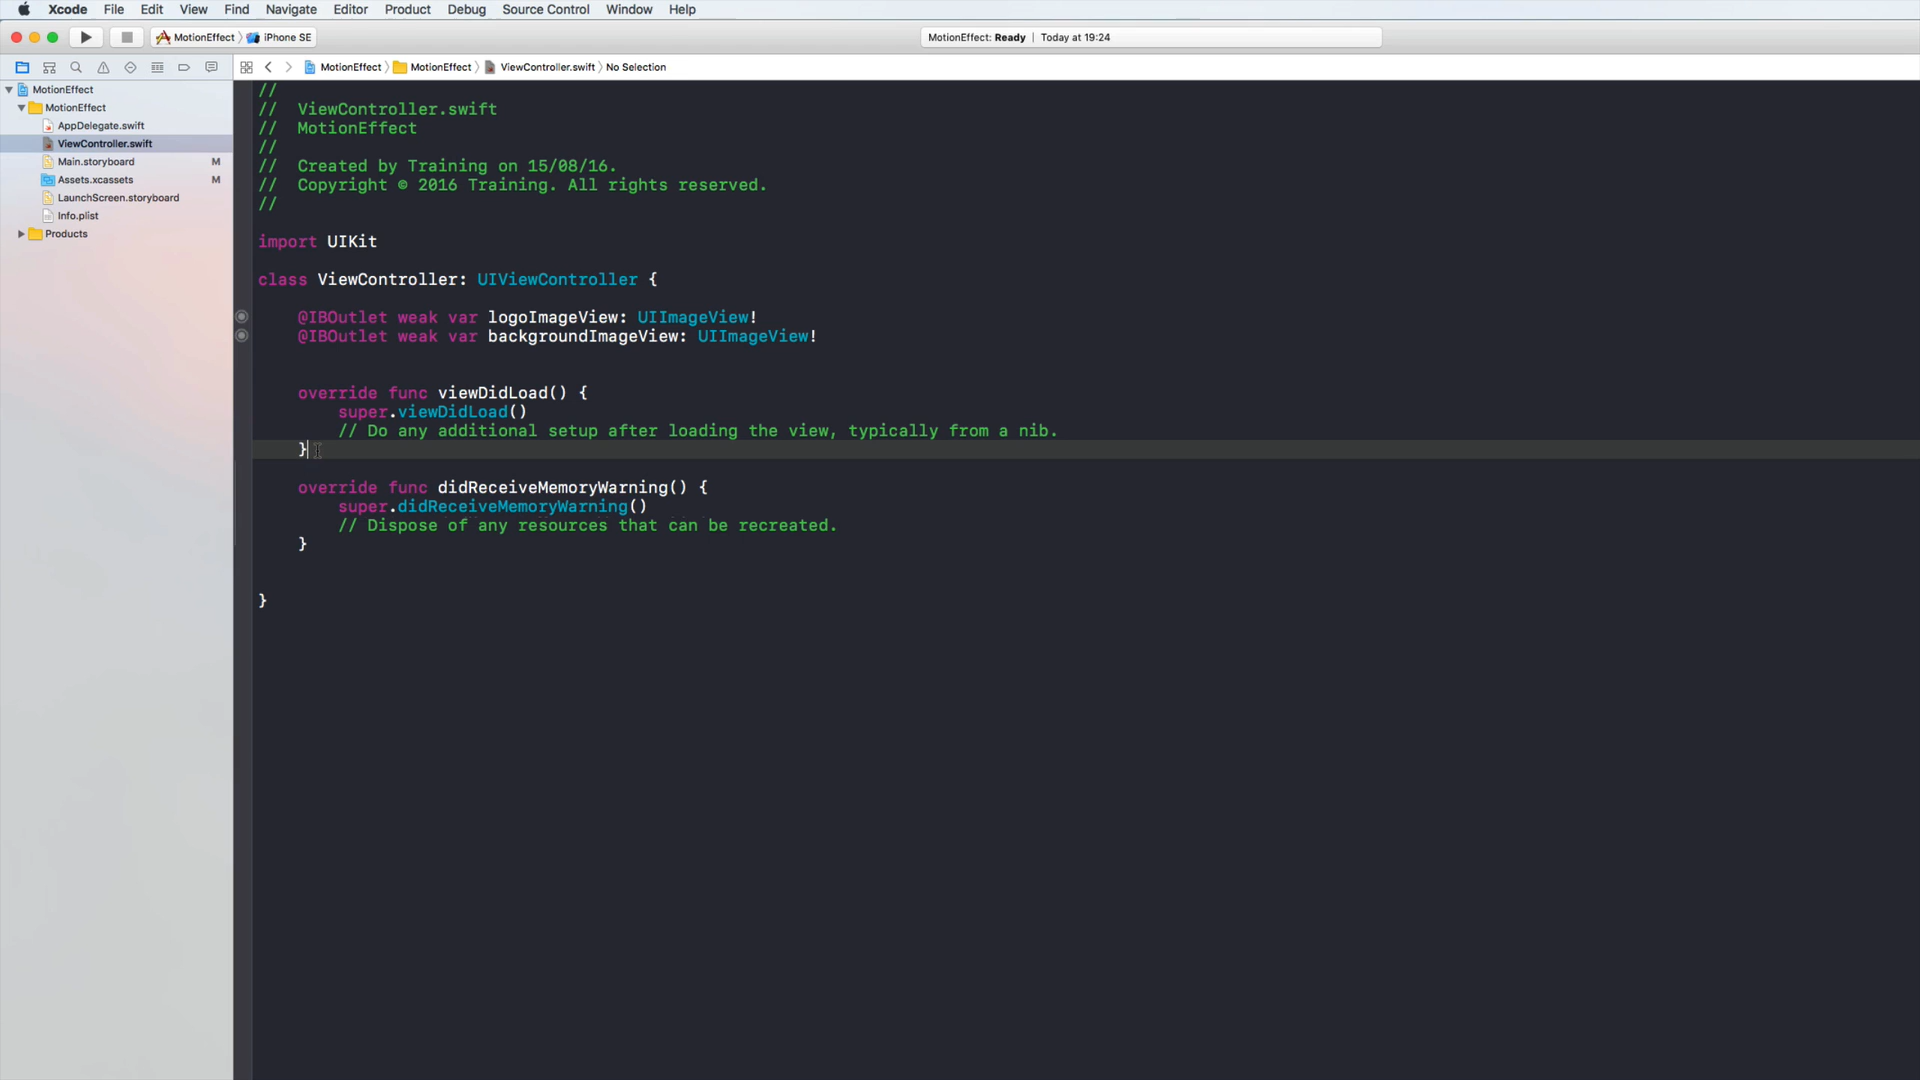 Xcode File Edit View Find Navigate Editor Product Debug Source Control Window Help
MotionEffect iPhone SE
MotionEffect: Ready | Today at 19:24
MotionEffect MotionEffect ViewController.swift No Selection
MotionEffect
MotionEffect
AppDelegate.swift
ViewController.swift
Main.storyboard M
Assets.xcassets M
LaunchScreen.storyboard
Info.plist
Products
//
// ViewController.swift
// MotionEffect
//
// Created by Training on 15/08/16.
// Copyright © 2016 Training. All rights reserved.
//
import UIKit
class ViewController: UIViewController {
@IBOutlet weak var logoImageView: UIImageView!
@IBOutlet weak var backgroundImageView: UIImageView!
override func viewDidLoad() {
super.viewDidLoad()
// Do any additional setup after loading the view, typically from a nib.
}
override func didReceiveMemoryWarning() {
super.didReceiveMemoryWarning()
// Dispose of any resources that can be recreated.
}
}